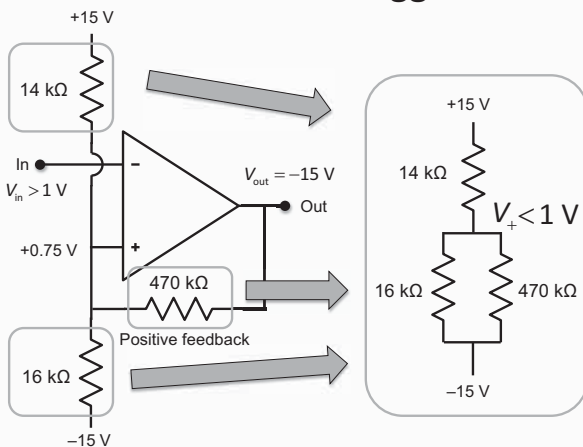 gg
+15 V
14 kΩ
In
V_in > 1 V
−
V_out = −15 V
Out
+0.75 V
+
470 kΩ
Positive feedback
16 kΩ
−15 V
+15 V
14 kΩ
V_+ < 1 V
16 kΩ
470 kΩ
−15 V